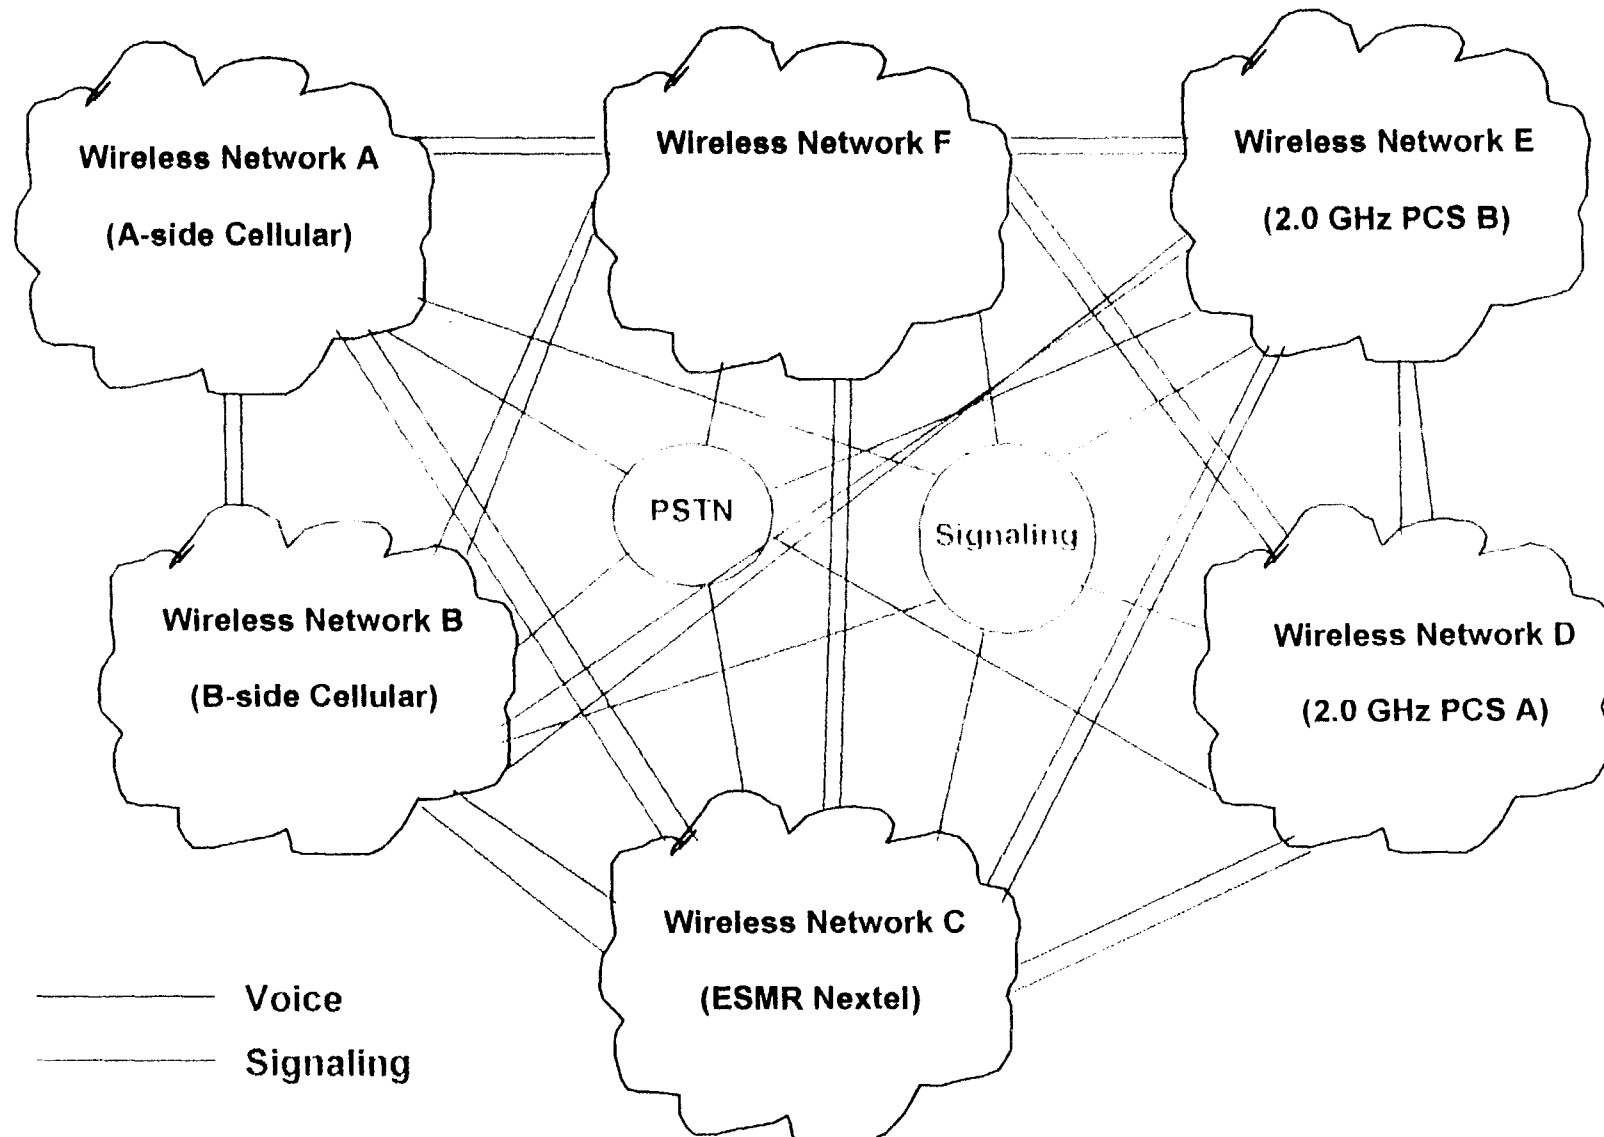 Wireless Network A
(A-side Cellular)
Wireless Network F
Wireless Network E
(2.0 GHz PCS B)
PSTN
Signaling
Wireless Network B
(B-side Cellular)
Wireless Network D
(2.0 GHz PCS A)
Wireless Network C
(ESMR Nextel)
Voice
Signaling